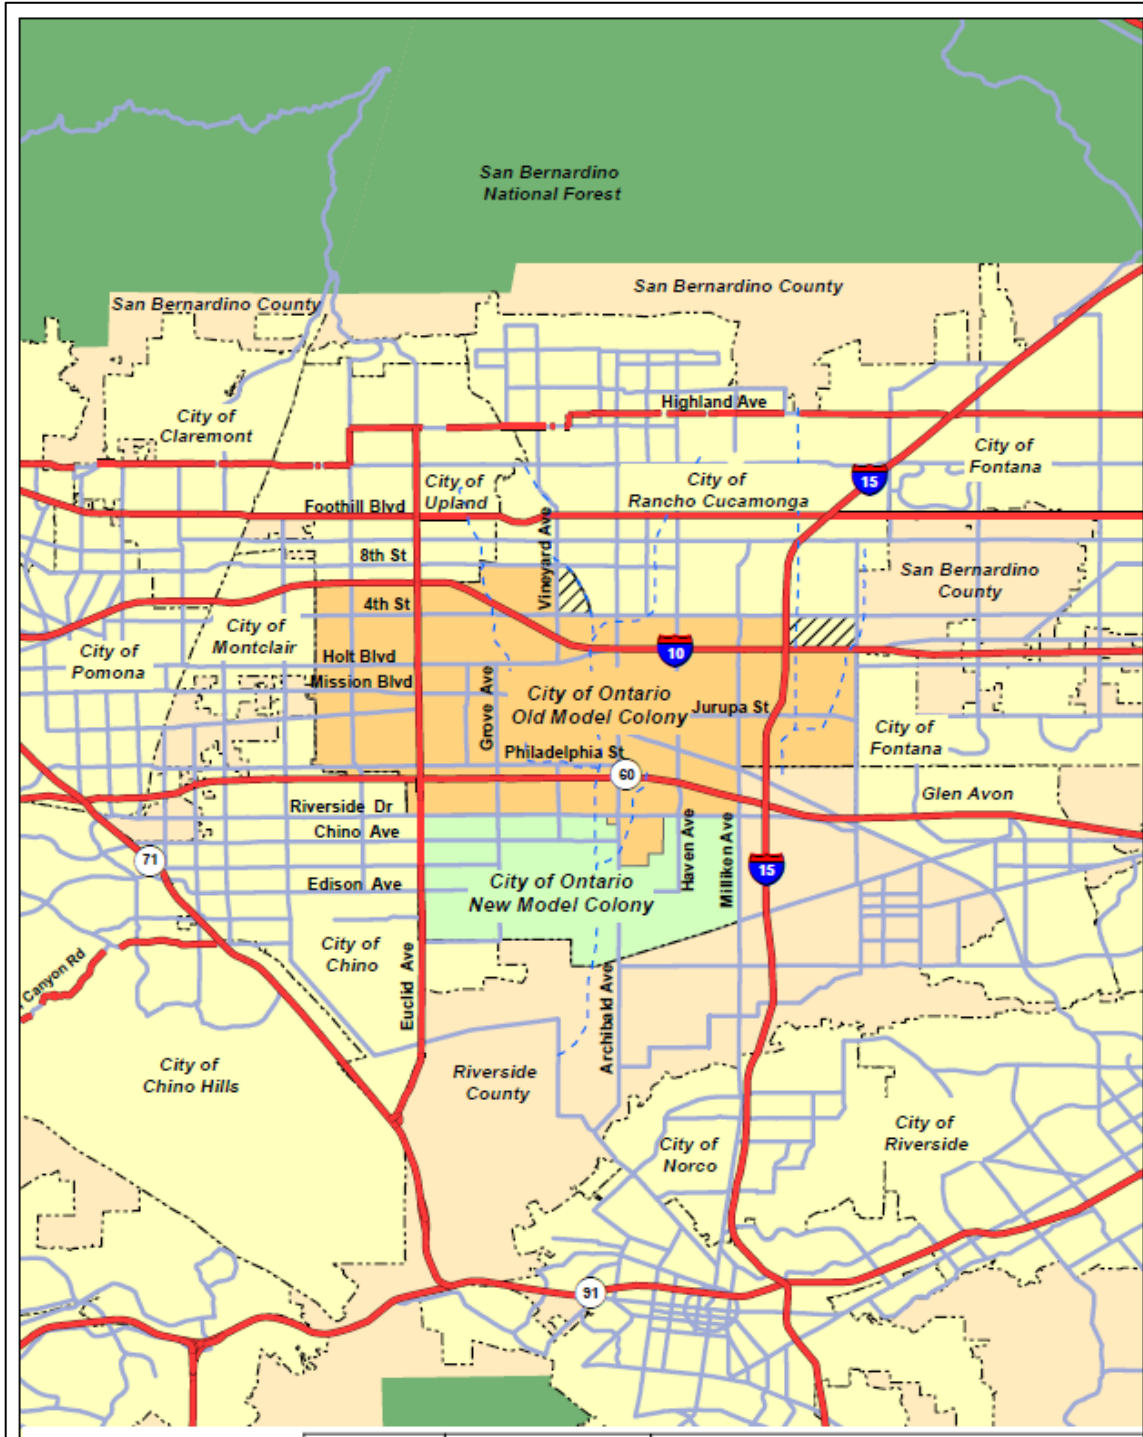 San Bernardino
National Forest
San Bernardino County
San Bernardino County
Highland Ave
City of
Claremont
City of
Fontana
City of
Upland
City of
Rancho Cucamonga
15
Foothill Blvd
Vineyard Ave
8th St
San Bernardino
County
4th St
City of
Montclair
City of
Pomona
Holt Blvd
10
Mission Blvd
Grove Ave
City of Ontario
Old Model Colony
Jurupa St
City of
Fontana
Philadelphia St
60
Glen Avon
Riverside Dr
Chino Ave
71
Haven Ave
Milliken Ave
15
Edison Ave
City of Ontario
New Model Colony
City of
Chino
Canyon Rd
Euclid Ave
Archibald Ave
City of
Chino Hills
Riverside
County
City of
Norco
City of
Riverside
91